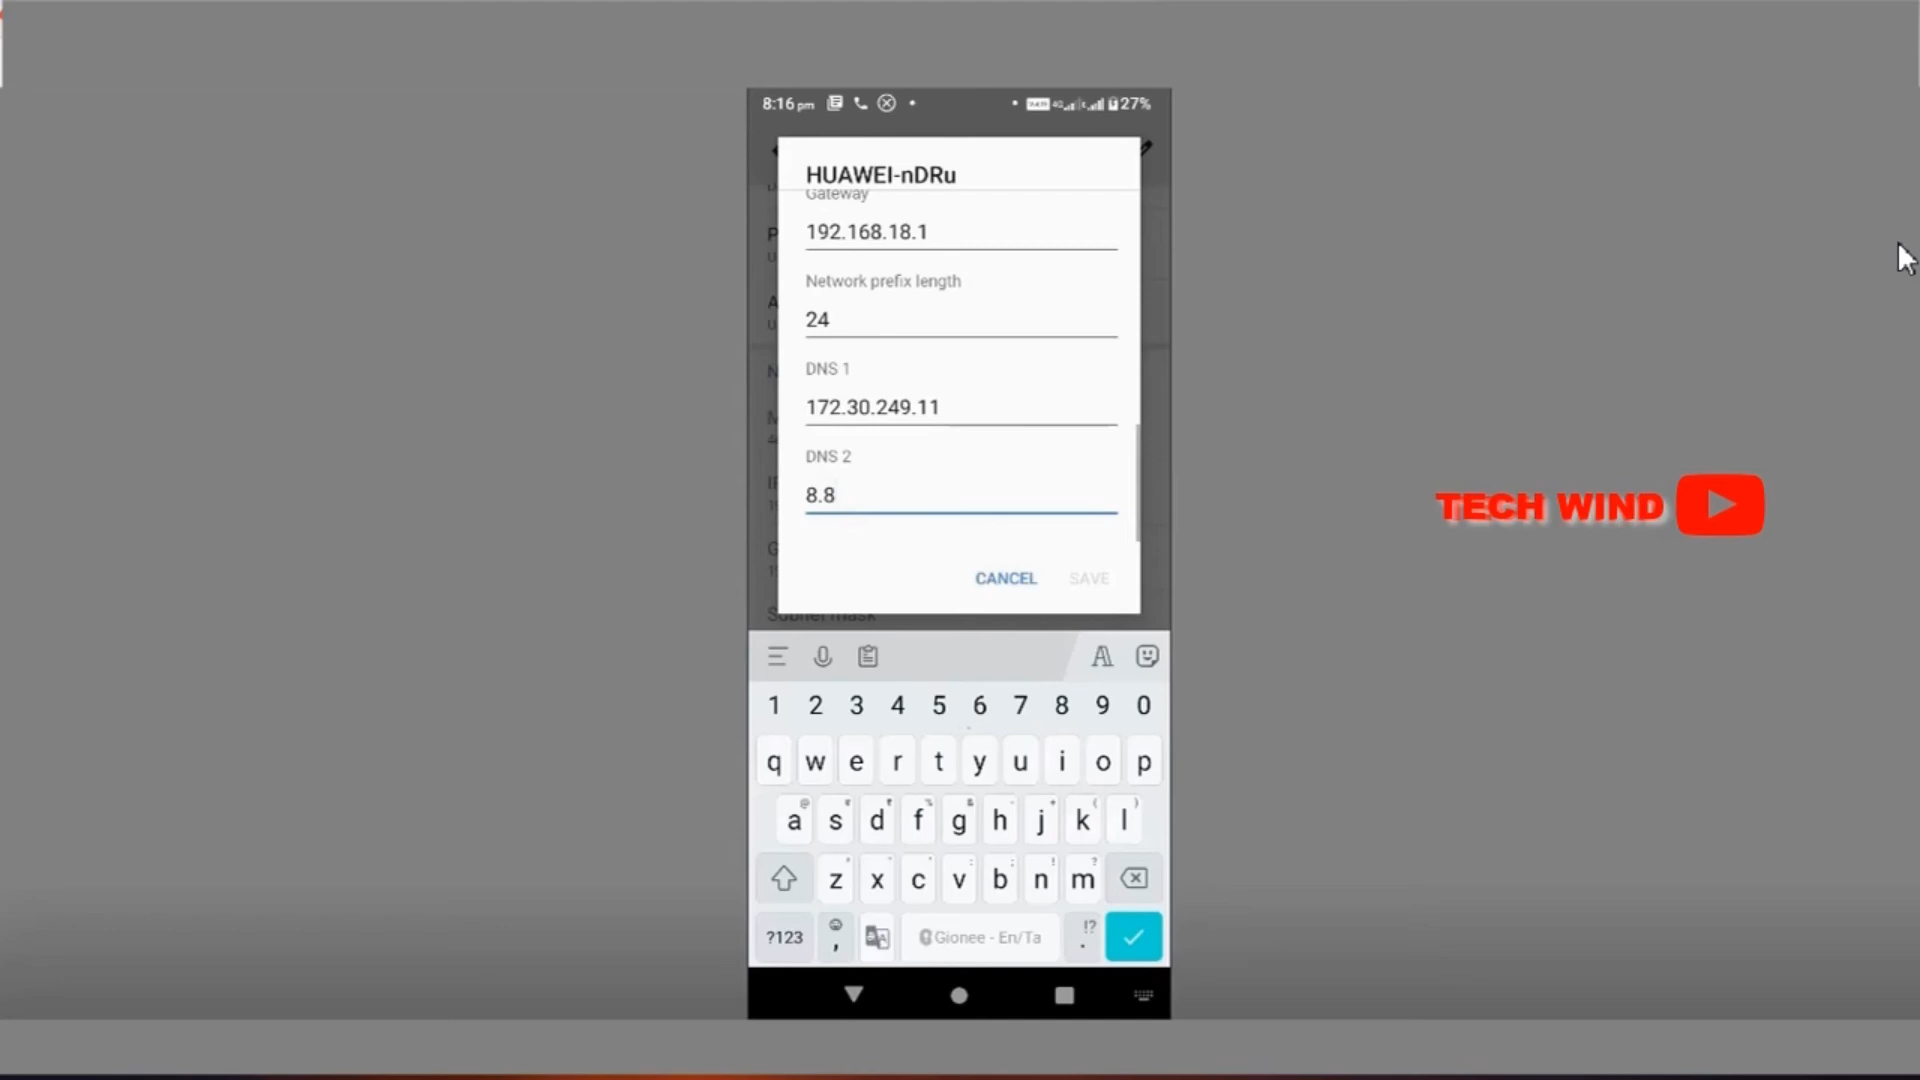 8:16 pm 27%
HUAWEI-nDRu
Gateway
192.168.18.1
Network prefix length
24
DNS 1
172.30.249.11
DNS 2
8.8
CANCEL SAVE
Subnet mask
TECH WIND
1 2 3 4 5 6 7 8 9 0
q w e r t y u i o p
a s d f g h j k l
z x c v b n m
?123 , Gionee - En/Ta !? .